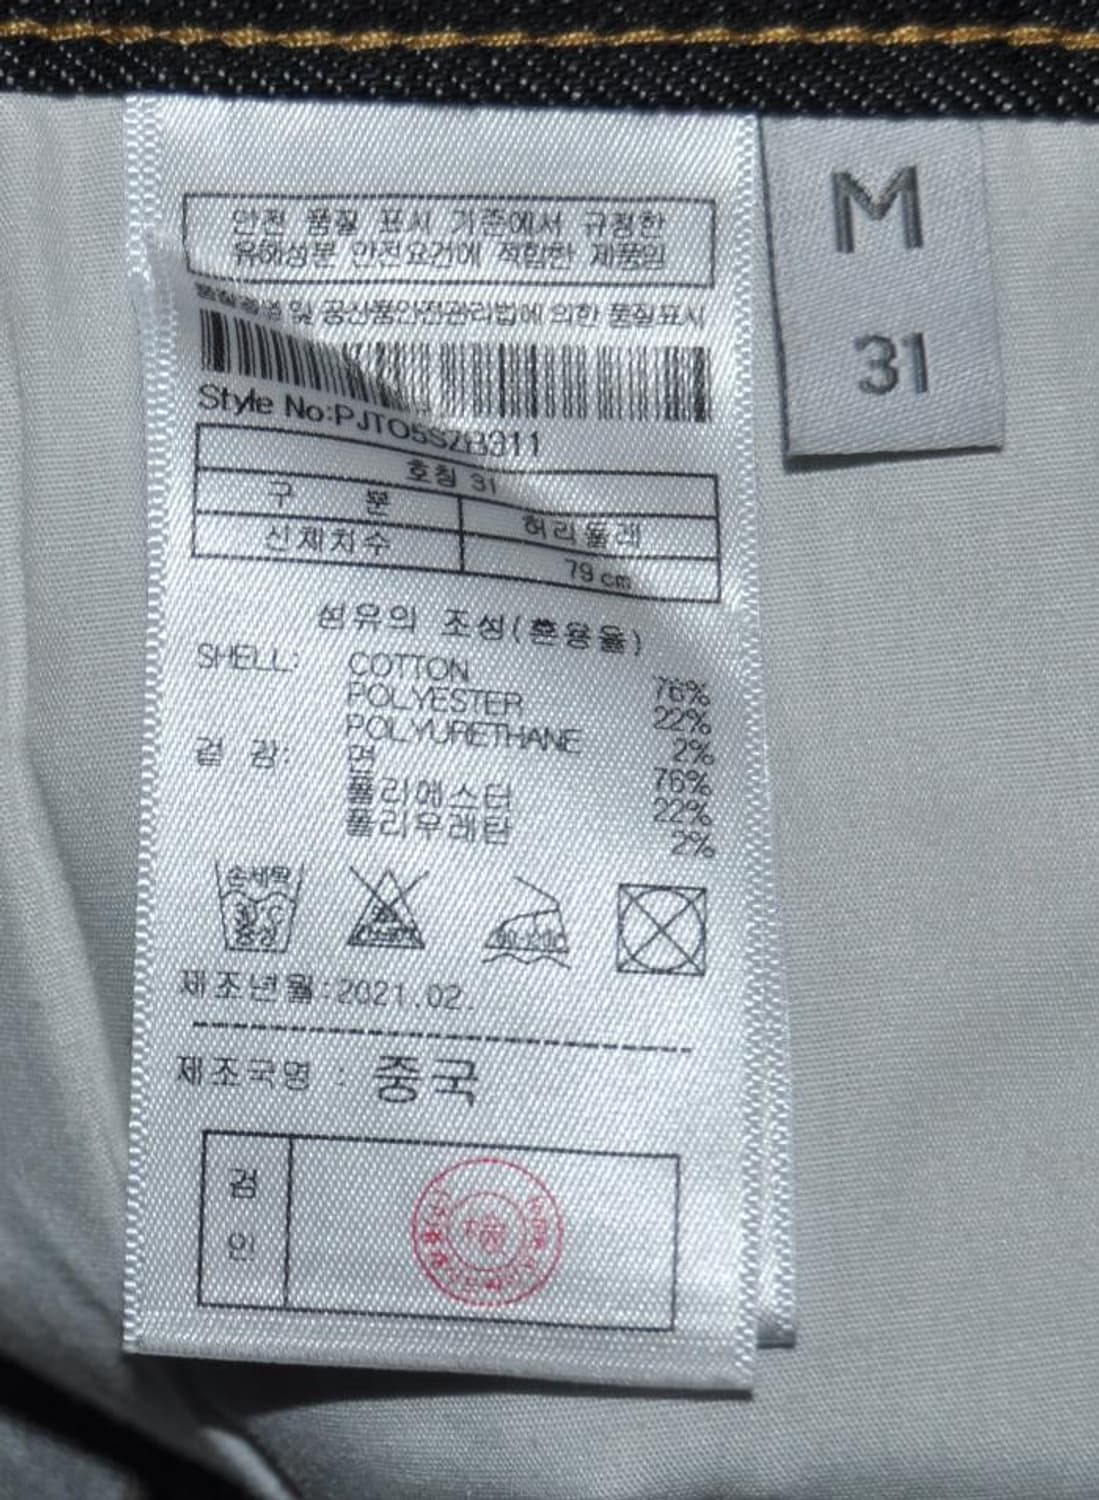 안전 품질 표시 기준에서 규정한
유해성분 안전요건에 적합한 제품임
품질경영 및 공산품안전관리법에 의한 품질표시
Style No:PJTO5SZB311
호칭 31
구 분 허리둘레
신체치수 79 cm
섬유의 조성(혼용율)
SHELL: COTTON 76%
POLYESTER 22%
POLYURETHANE 2%
겉 감: 면 76%
폴리에스터 22%
폴리우레탄 2%
손세탁
중성
제조년월:2021.02.
제조국명 : 중국
검
인
M
31